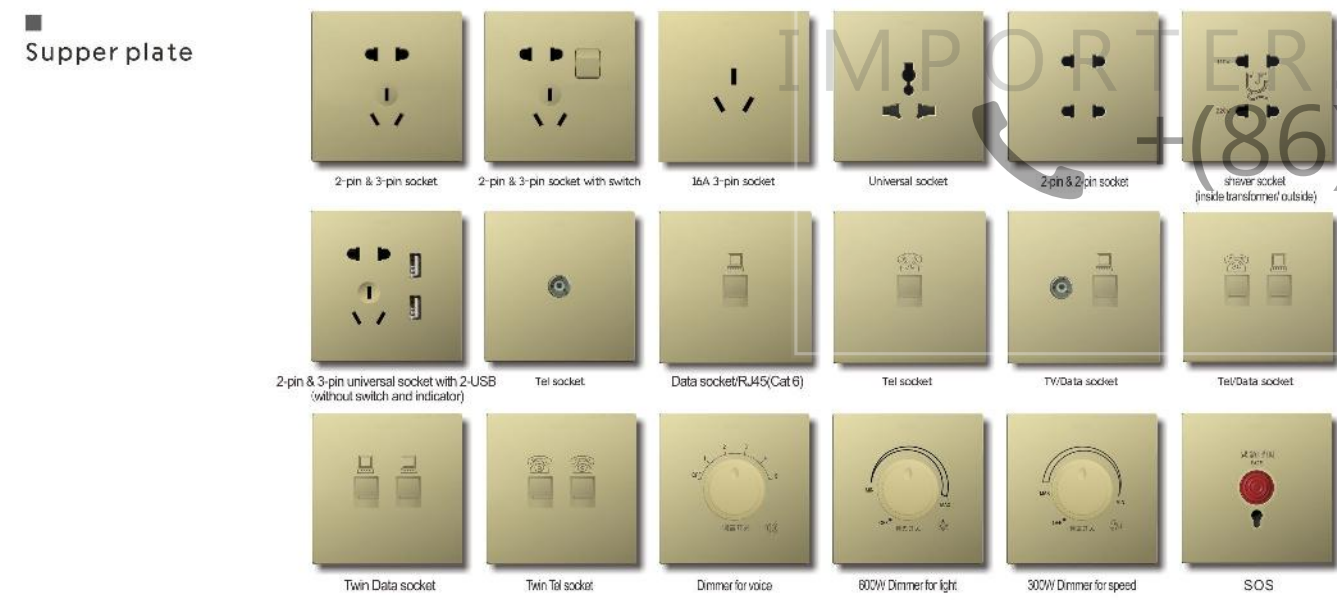 Supper plate
IMPORTER
+(86)
2-pin & 3-pin socket
2-pin & 3-pin socket with switch
16A 3-pin socket
Universal socket
2-pin & 2-pin socket
shaver socket
(inside transformer/ outside)
2-pin & 3-pin universal socket with 2-USB
(without switch and indicator)
Tel socket
Data socket/RJ45(Cat 6)
Tel socket
TV/Data socket
Tel/Data socket
SOS
Twin Data socket
Twin Tel socket
Dimmer for voice
600W Dimmer for light
300W Dimmer for speed
SOS